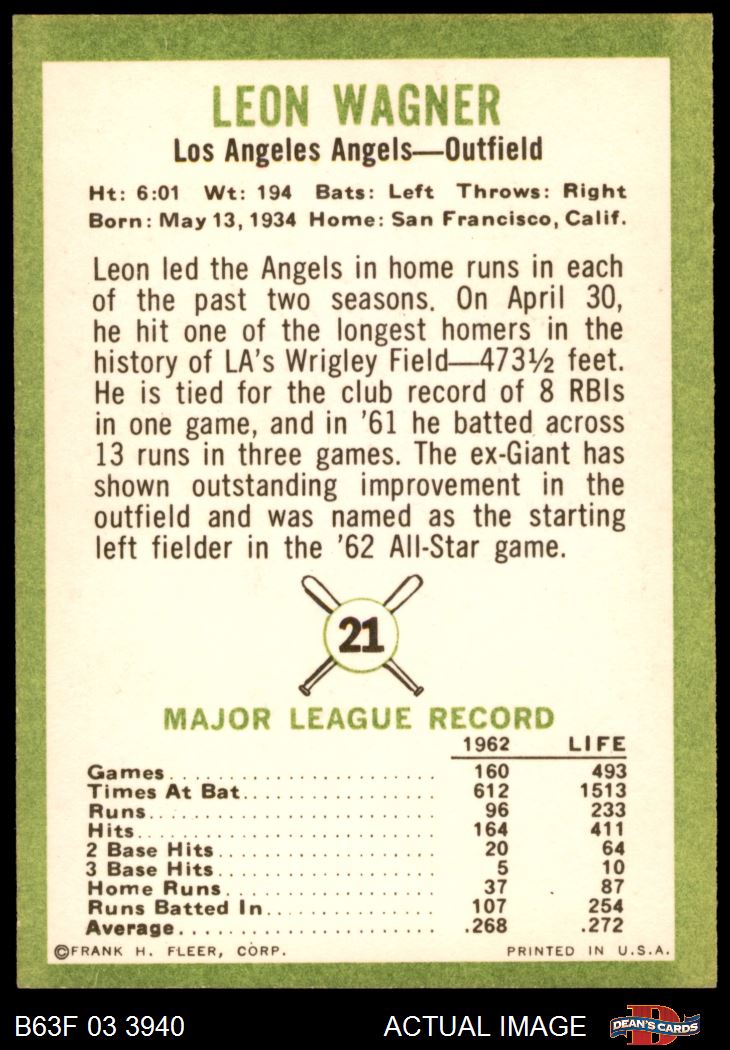 LEON WAGNER
Los Angeles Angels—Outfield
Ht: 6:01 Wt: 194 Bats: Left Throws: Right
Born: May 13, 1934 Home: San Francisco, Calif.
Leon led the Angels in home runs in each
of the past two seasons. On April 30,
he hit one of the longest homers in the
history of LA's Wrigley Field—473½ feet.
He is tied for the club record of 8 RBIs
in one game, and in '61 he batted across
13 runs in three games. The ex-Giant has
shown outstanding improvement in the
outfield and was named as the starting
left fielder in the '62 All-Star game.
21
MAJOR LEAGUE RECORD
1962 LIFE
Games 160 493
Times At Bat 612 1513
Runs 96 233
Hits 164 411
2 Base Hits 20 64
3 Base Hits 5 10
Home Runs 37 87
Runs Batted In 107 254
Average .268 .272
©FRANK H. FLEER, CORP. PRINTED IN U.S.A.
B63F 03 3940 ACTUAL IMAGE DEAN'S CARDS